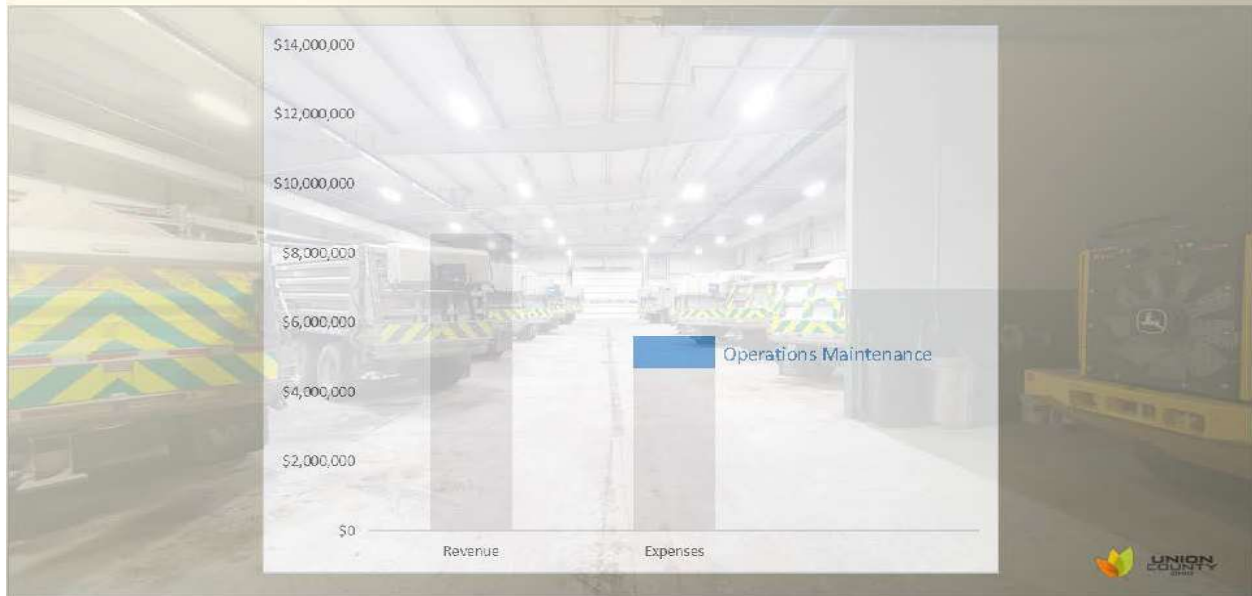 $14,000,000
$12,000,000
$10,000,000
$8,000,000
$6,000,000
Operations Maintenance
$4,000,000
$2,000,000
$0
Revenue Expenses
UNION
COUNTY
OHIO